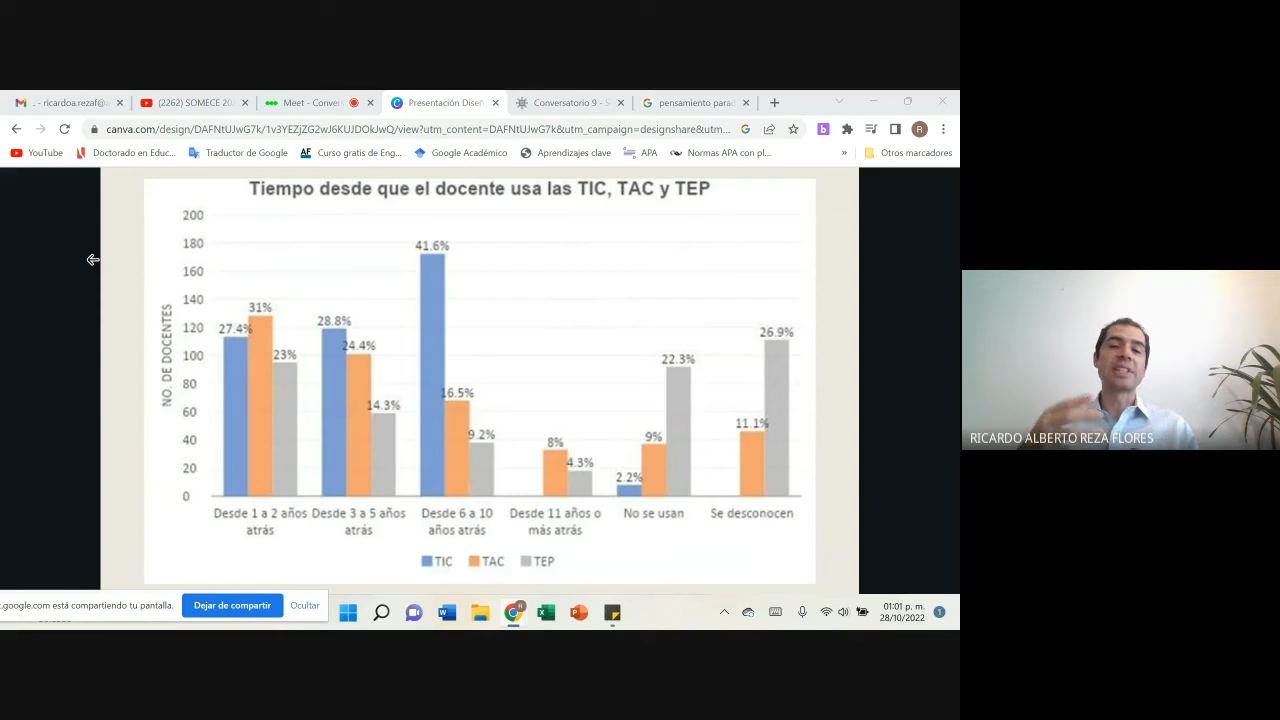 . - ricardoa.rezaf@
(2262) SOMECE 20
Meet - Conver
Presentación Diseñ
Conversatorio 9 - S
pensamiento parad
canva.com/design/DAFNtUJwG7k/1v3YEZjZG2wJ6KUJDOkJwQ/view?utm_content=DAFNtUJwG7k&utm_campaign=designshare&utm...
YouTube
Doctorado en Educ...
Traductor de Google
Curso gratis de Eng...
Google Académico
Aprendizajes clave
APA
Normas APA con pl...
»
Otros marcadores
Tiempo desde que el docente usa las TIC, TAC y TEP
NO. DE DOCENTES
200
180
160
140
120
100
80
60
40
20
0
27.4%
31%
23%
28.8%
24.4%
14.3%
41.6%
16.5%
9.2%
8%
4.3%
2.2%
9%
22.3%
11.1%
26.9%
Desde 1 a 2 años
atrás
Desde 3 a 5 años
atrás
Desde 6 a 10
años atrás
Desde 11 años o
más atrás
No se usan
Se desconocen
TIC
TAC
TEP
RICARDO ALBERTO REZA FLORES
.google.com está compartiendo tu pantalla.
Dejar de compartir
Ocultar
01:01 p. m.
28/10/2022
1